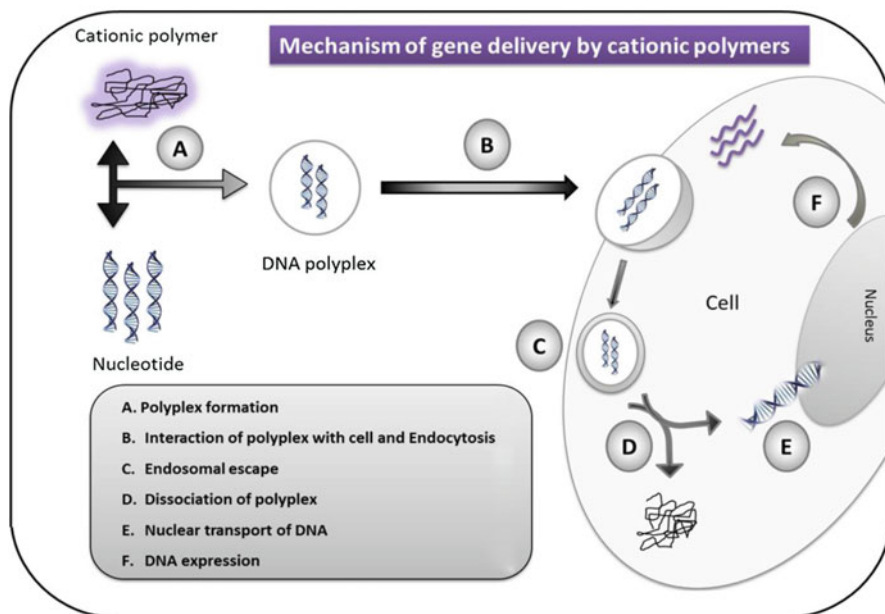 Cationic polymer
Mechanism of gene delivery by cationic polymers
A
B
DNA polyplex
Nucleotide
F
Cell
Nucleus
C
D
E
A. Polyplex formation
B. Interaction of polyplex with cell and Endocytosis
C. Endosomal escape
D. Dissociation of polyplex
E. Nuclear transport of DNA
F. DNA expression